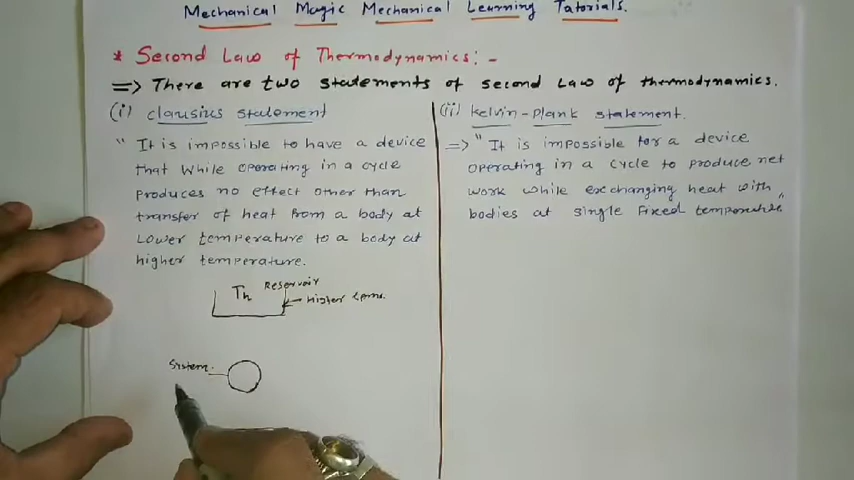 Mechanical Magic Mechanical Learning Tutorials.
* Second Law of Thermodynamics:-
=> There are two statements of second Law of thermodynamics.
(i) clausius statement
" It is impossible to have a device
that while operating in a cycle
produces no effect other than
transfer of heat from a body at
Lower temperature to a body at
higher temperature.
Th Reservoir
Higher temp.
System.
(ii) kelvin-plank statement.
=> " It is impossible for a device
operating in a cycle to produce net
work while exchanging heat with
bodies at single fixed temperature. "